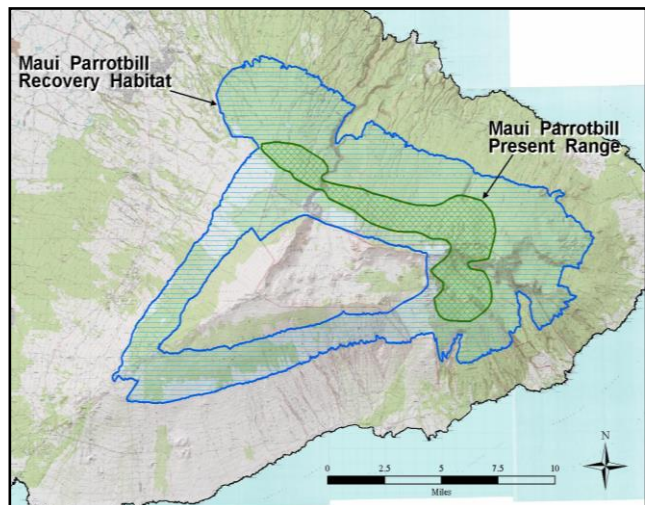 Maui Parrotbill
Recovery Habitat
Maui Parrotbill
Present Range
N
0 2.5 5 7.5 10
Miles